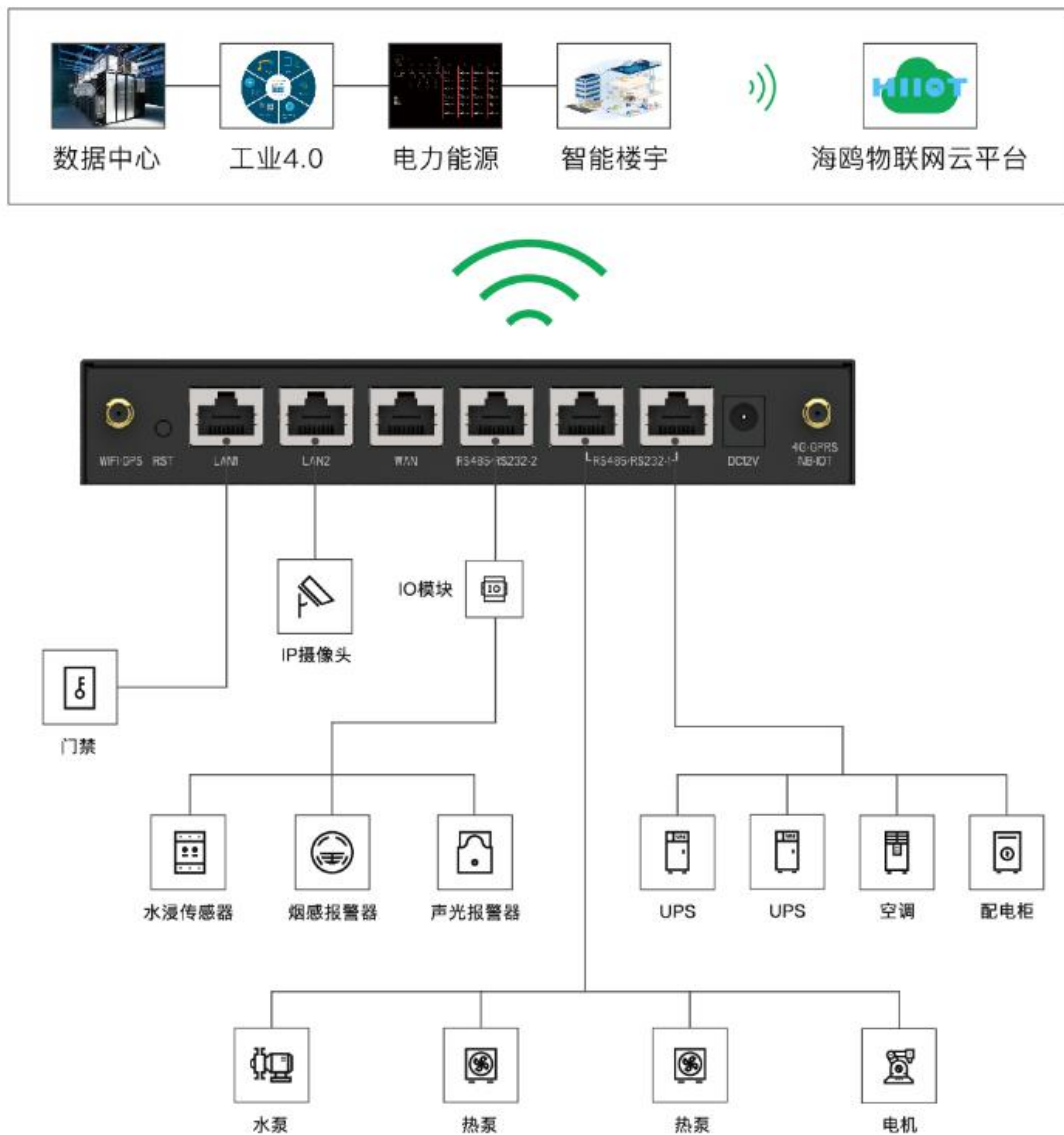 HIIOT
数据中心
工业4.0
电力能源
智能楼宇
海鸥物联网云平台
WIFI·GPS
RST
LAN1
LAN2
WAN
RS485·RS232-2
RS485·RS232-1
DC12V
4G·GPRS
NB-IOT
IO模块
IO
IP摄像头
门禁
水浸传感器
烟感报警器
声光报警器
UPS
UPS
空调
配电柜
水泵
热泵
热泵
电机